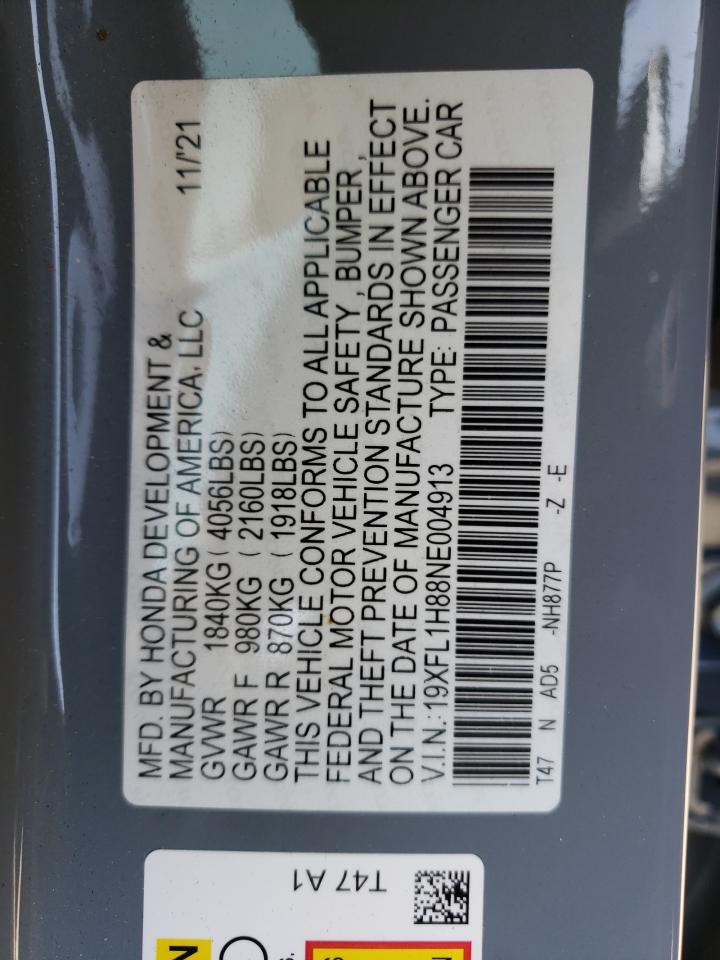 MFD. BY HONDA DEVELOPMENT &
MANUFACTURING OF AMERICA, LLC 11/'21
GVWR 1840KG ( 4056LBS)
GAWR F 980KG ( 2160LBS)
GAWR R 870KG ( 1918LBS)
THIS VEHICLE CONFORMS TO ALL APPLICABLE
FEDERAL MOTOR VEHICLE SAFETY , BUMPER ,
AND THEFT PREVENTION STANDARDS IN EFFECT
ON THE DATE OF MANUFACTURE SHOWN ABOVE.
V.I.N.: 19XFL1H88NE004913 TYPE: PASSENGER CAR
T47 N AD5 -NH877P -Z -E
T47 A1